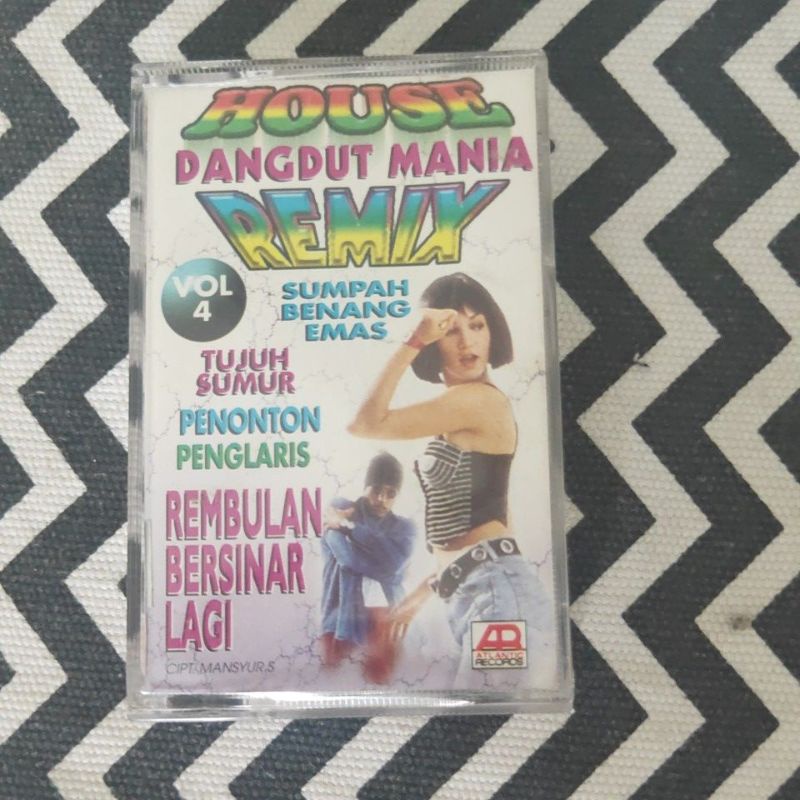 HOUSE
DANGDUT MANIA
REMIX
VOL
4
SUMPAH
BENANG
EMAS
TUJUH
SUMUR
PENONTON
PENGLARIS
REMBULAN
BERSINAR
LAGI
CIPT. MANSYUR.S
AR
ATLANTIC
RECORDS